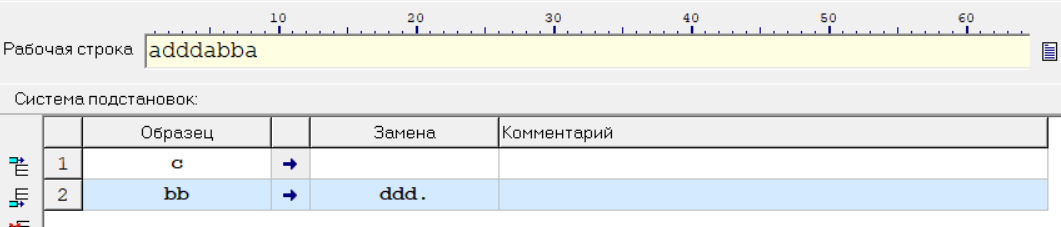 10 20 30 40 50 60
Рабочая строка adddabba
Система подстановок:
Образец Замена Комментарий
1 c →
2 bb → ddd.